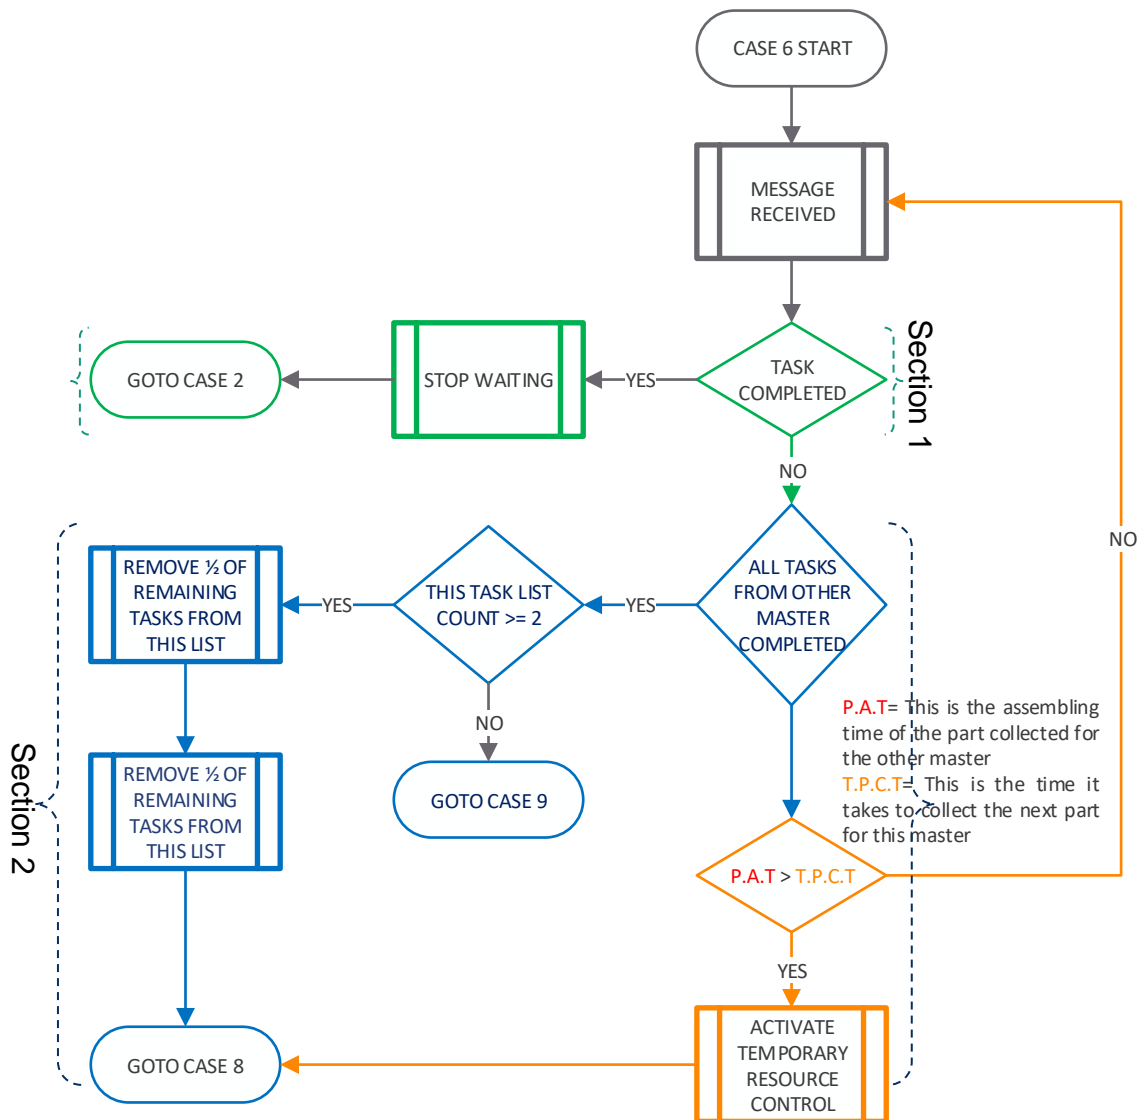 CASE 6 START
MESSAGE
RECEIVED
Section 1
TASK
COMPLETED
YES
STOP WAITING
GOTO CASE 2
NO
NO
ALL TASKS
FROM OTHER
MASTER
COMPLETED
YES
THIS TASK LIST
COUNT >= 2
YES
REMOVE ½ OF
REMAINING
TASKS FROM
THIS LIST
NO
GOTO CASE 9
Section 2
REMOVE ½ OF
REMAINING
TASKS FROM
THIS LIST
P.A.T= This is the assembling
time of the part collected for
the other master
T.P.C.T= This is the time it
takes to collect the next part
for this master
P.A.T > T.P.C.T
YES
ACTIVATE
TEMPORARY
RESOURCE
CONTROL
GOTO CASE 8